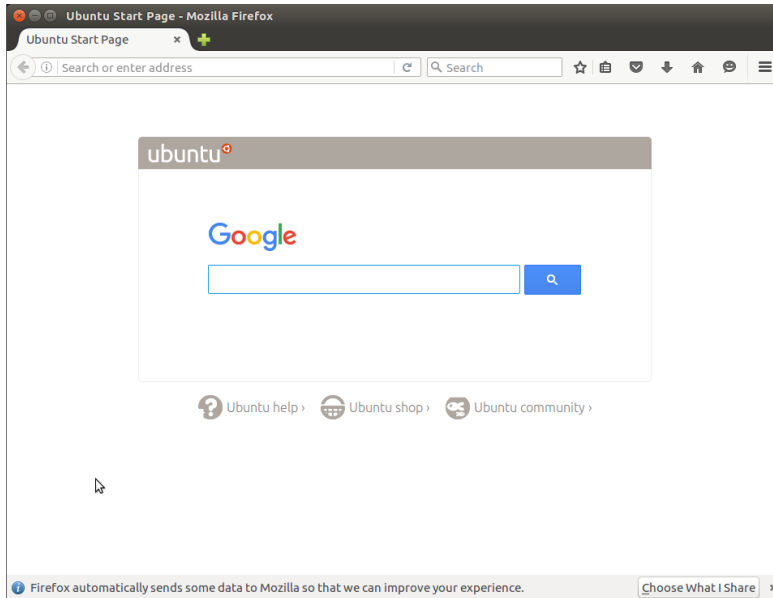 Ubuntu Start Page - Mozilla Firefox
Ubuntu Start Page
Search or enter address
Search
ubuntu
Google
Ubuntu help ›
Ubuntu shop ›
Ubuntu community ›
Firefox automatically sends some data to Mozilla so that we can improve your experience.
Choose What I Share